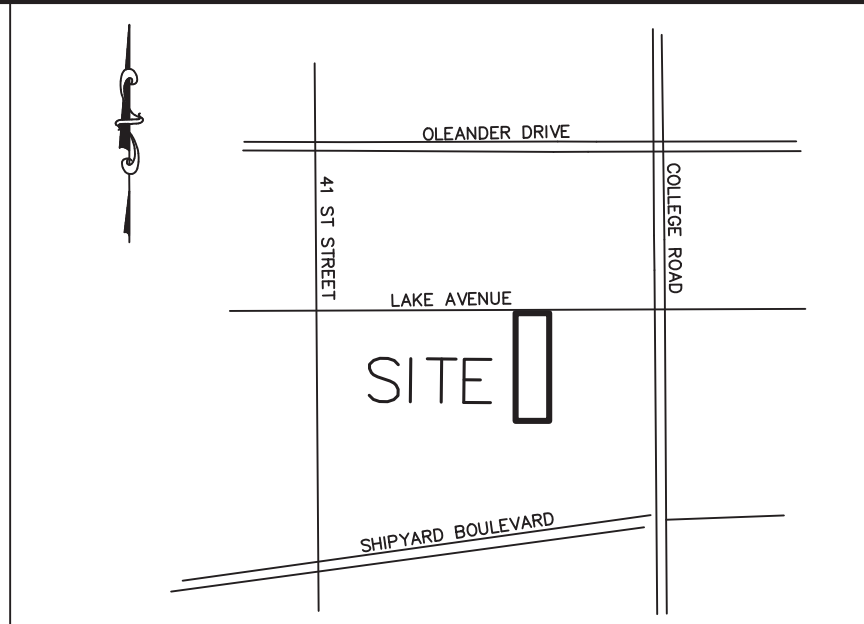 OLEANDER DRIVE
41 ST STREET
COLLEGE ROAD
LAKE AVENUE
SITE
SHIPYARD BOULEVARD